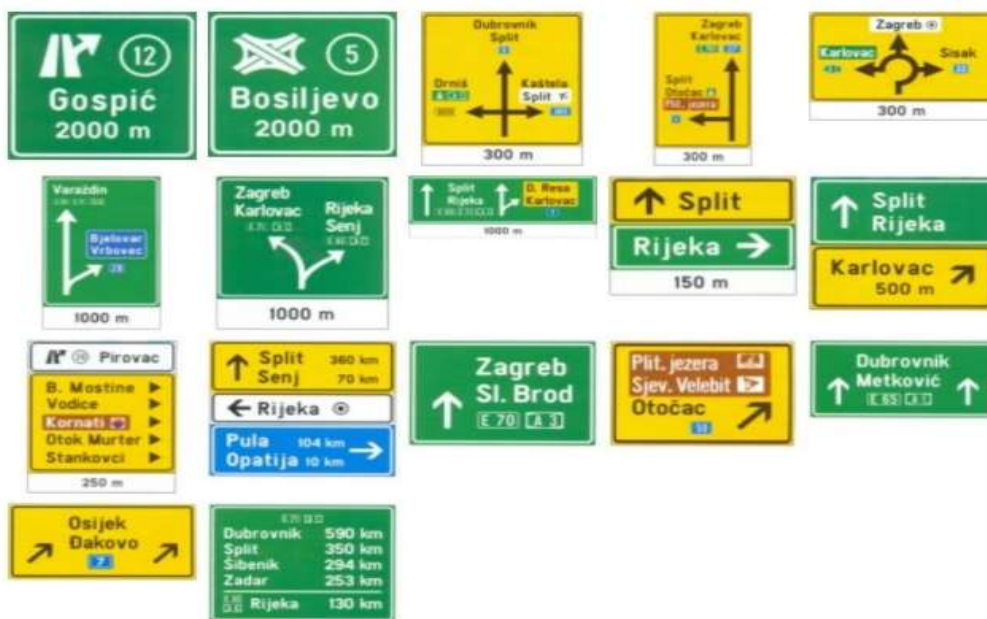 12
Gospić
2000 m
5
Bosiljevo
2000 m
Dubrovnik
Split
Drniš
Kaštela
Split
300 m
Zagreb
Karlovac
Split
Otočac
Plit. jezera
300 m
Zagreb
Karlovac
Sisak
300 m
Varaždin
Bjelovar
Vrbovec
28
1000 m
Zagreb
Karlovac
Rijeka
Senj
1000 m
Split
Rijeka
D. Resa
Karlovac
1000 m
Split
Rijeka
150 m
Split
Rijeka
Karlovac
500 m
Pirovac
B. Mostine
Vodice
Kornati
Otok Murter
Stankovci
250 m
Split 360 km
Senj 70 km
Rijeka
Pula 104 km
Opatija 10 km
Zagreb
Sl. Brod
E 70 A 3
Plit. jezera
Sjev. Velebit
Otočac
Dubrovnik
Metković
E 65 A 1
Osijek
Đakovo
7
Dubrovnik 590 km
Split 350 km
Šibenik 294 km
Zadar 253 km
Rijeka 130 km